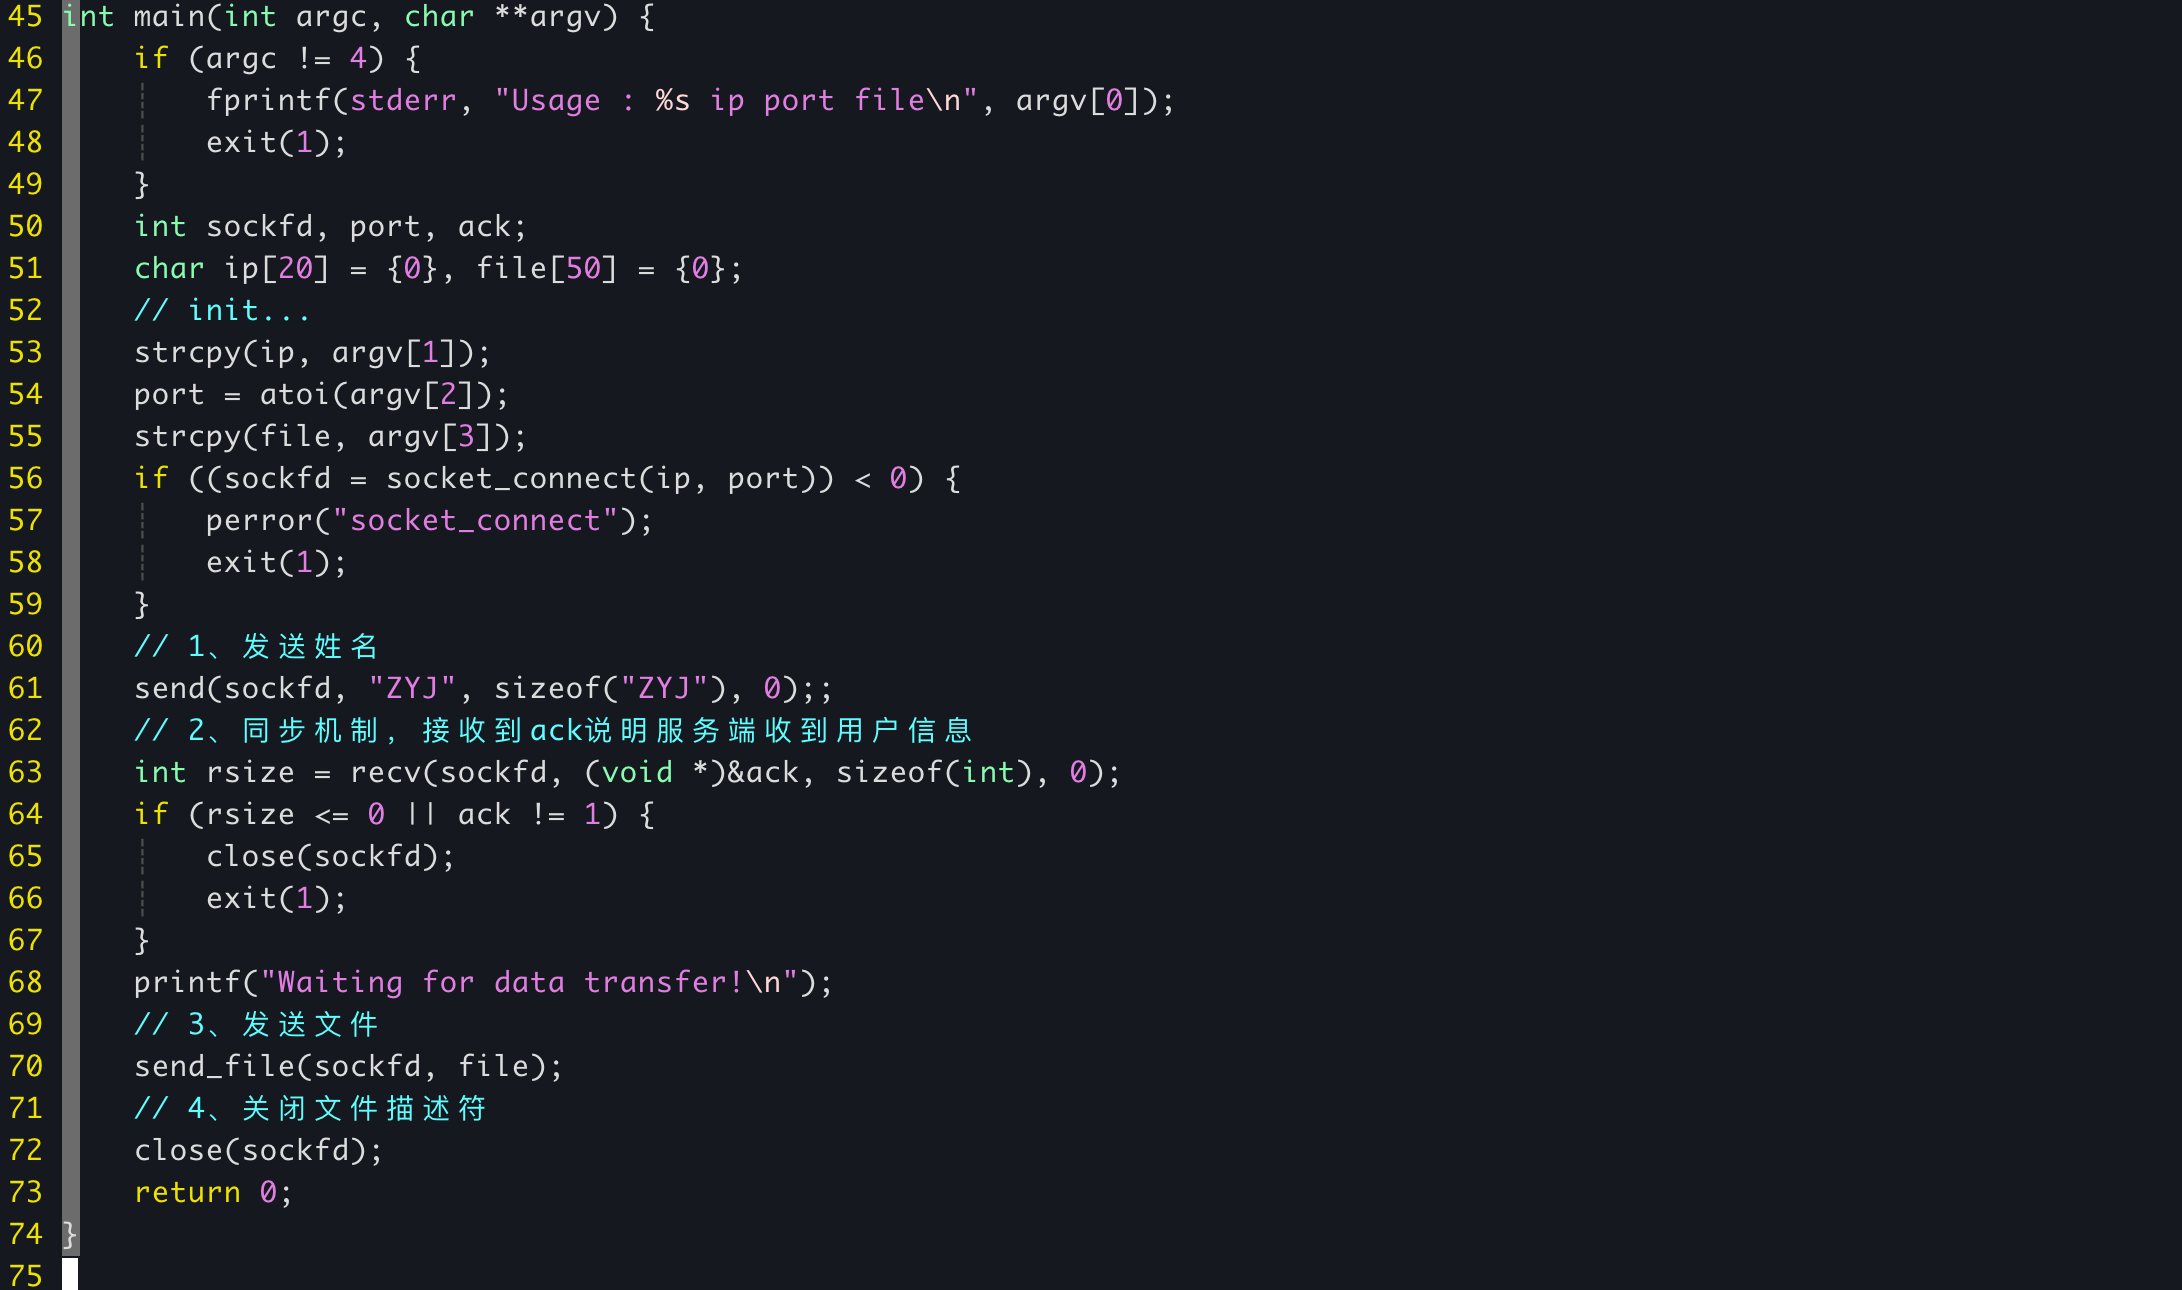 45 int main(int argc, char **argv) {
46     if (argc != 4) {
47         fprintf(stderr, "Usage : %s ip port file\n", argv[0]);
48         exit(1);
49     }
50     int sockfd, port, ack;
51     char ip[20] = {0}, file[50] = {0};
52     // init...
53     strcpy(ip, argv[1]);
54     port = atoi(argv[2]);
55     strcpy(file, argv[3]);
56     if ((sockfd = socket_connect(ip, port)) < 0) {
57         perror("socket_connect");
58         exit(1);
59     }
60     // 1、发送姓名
61     send(sockfd, "ZYJ", sizeof("ZYJ"), 0);;
62     // 2、同步机制，接收到ack说明服务端收到用户信息
63     int rsize = recv(sockfd, (void *)&ack, sizeof(int), 0);
64     if (rsize <= 0 || ack != 1) {
65         close(sockfd);
66         exit(1);
67     }
68     printf("Waiting for data transfer!\n");
69     // 3、发送文件
70     send_file(sockfd, file);
71     // 4、关闭文件描述符
72     close(sockfd);
73     return 0;
74 }
75